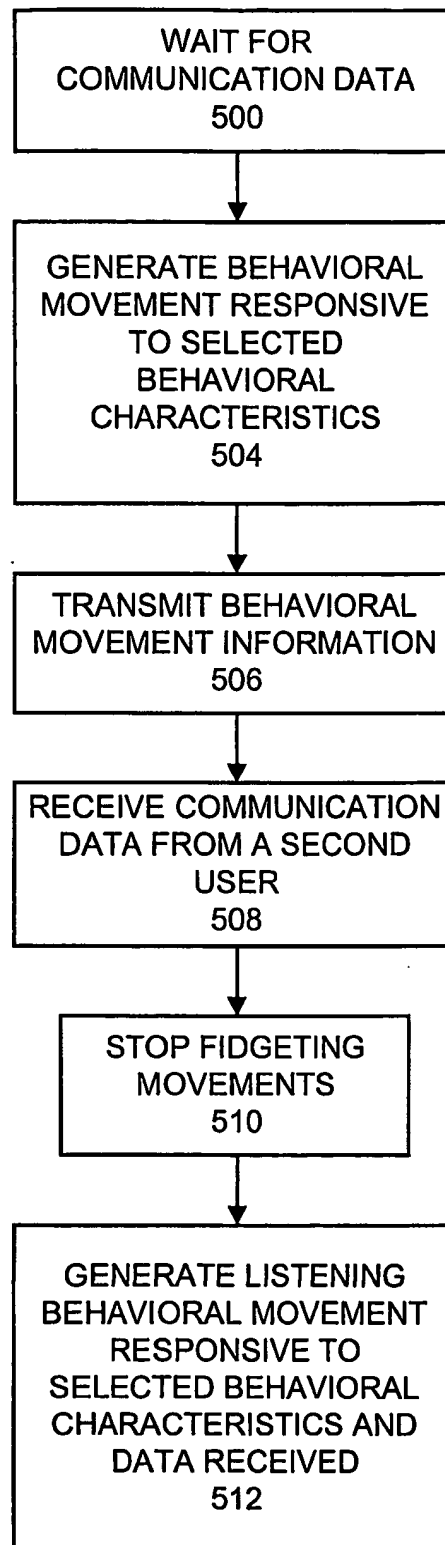 WAIT FOR
COMMUNICATION DATA
500
GENERATE BEHAVIORAL
MOVEMENT RESPONSIVE
TO SELECTED
BEHAVIORAL
CHARACTERISTICS
504
TRANSMIT BEHAVIORAL
MOVEMENT INFORMATION
506
RECEIVE COMMUNICATION
DATA FROM A SECOND
USER
508
STOP FIDGETING
MOVEMENTS
510
GENERATE LISTENING
BEHAVIORAL MOVEMENT
RESPONSIVE TO
SELECTED BEHAVIORAL
CHARACTERISTICS AND
DATA RECEIVED
512